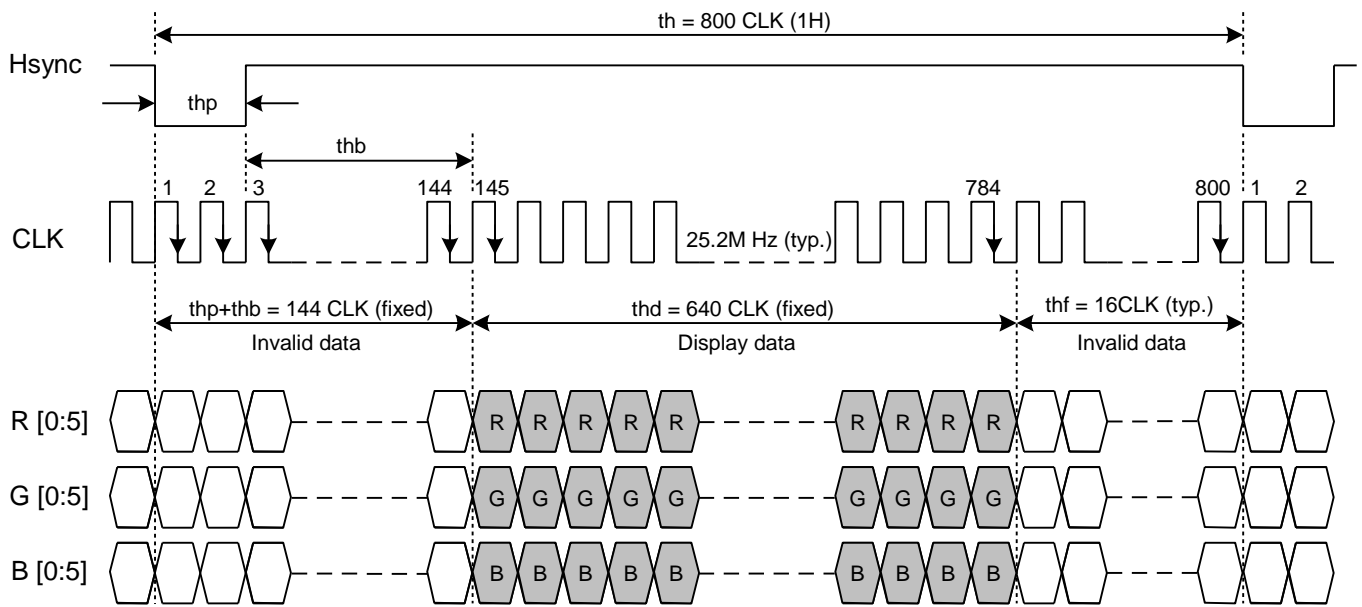 th = 800 CLK (1H)
Hsync
thp
thb
1 2 3 144 145 784 800 1 2
CLK
25.2M Hz (typ.)
thp+thb = 144 CLK (fixed) thd = 640 CLK (fixed) thf = 16CLK (typ.)
Invalid data Display data Invalid data
R [0:5] R R R R R R R R R
G [0:5] G G G G G G G G G
B [0:5] B B B B B B B B B